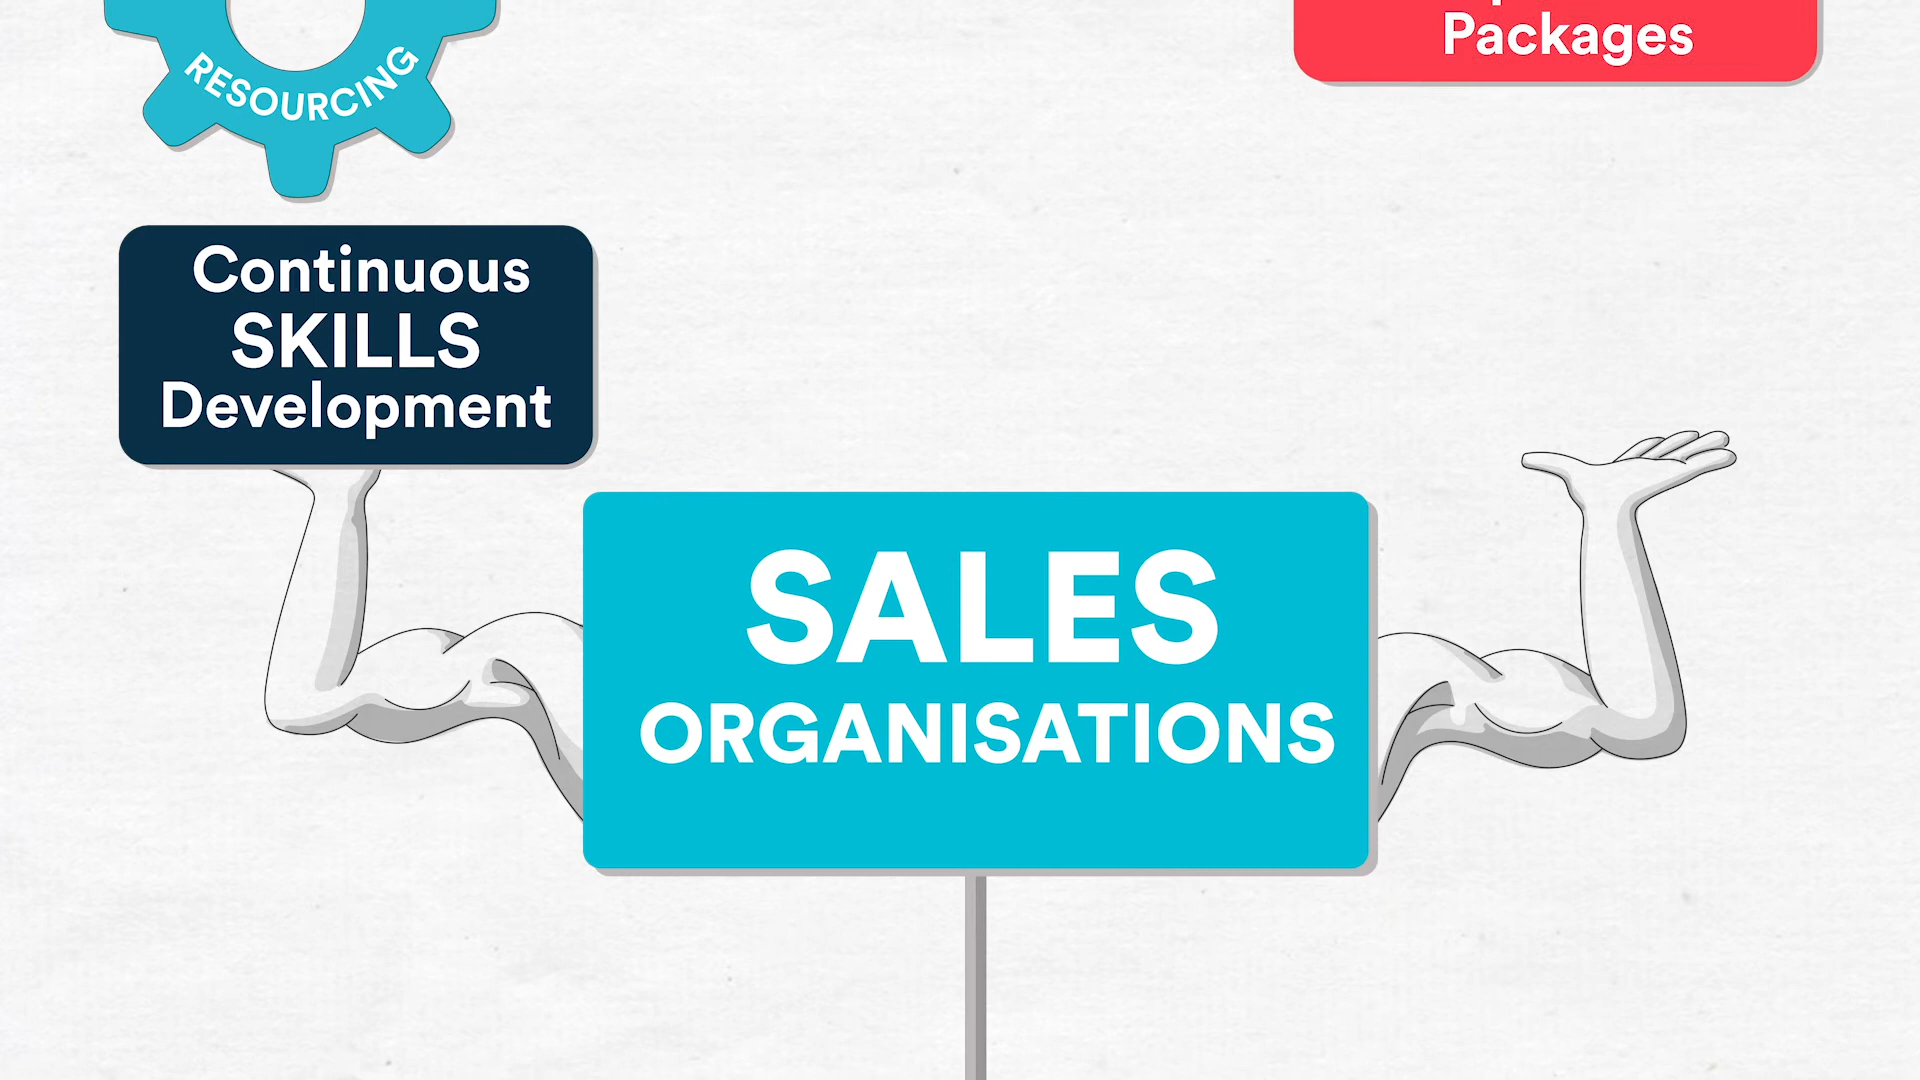 Packages
RESOURCING
Continuous
SKILLS
Development
SALES
ORGANISATIONS